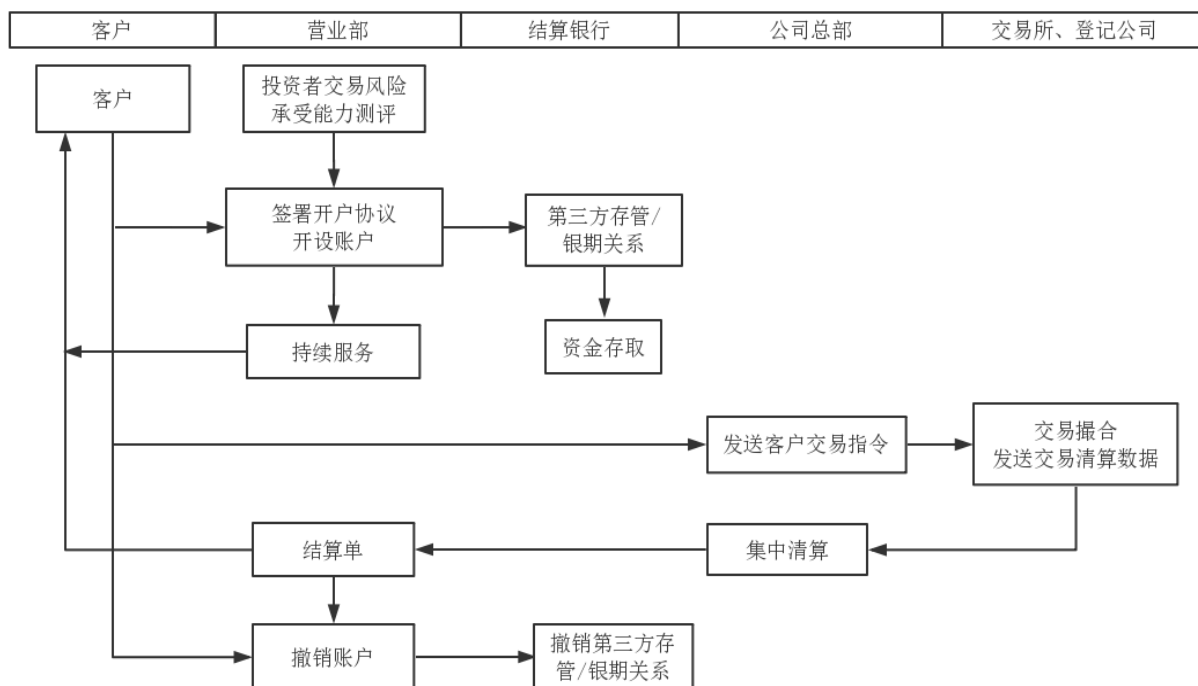 客户
营业部
结算银行
公司总部
交易所、登记公司
客户
投资者交易风险
承受能力测评
签署开户协议
开设账户
第三方存管/
银期关系
持续服务
资金存取
发送客户交易指令
交易撮合
发送交易清算数据
结算单
集中清算
撤销账户
撤销第三方存
管/银期关系